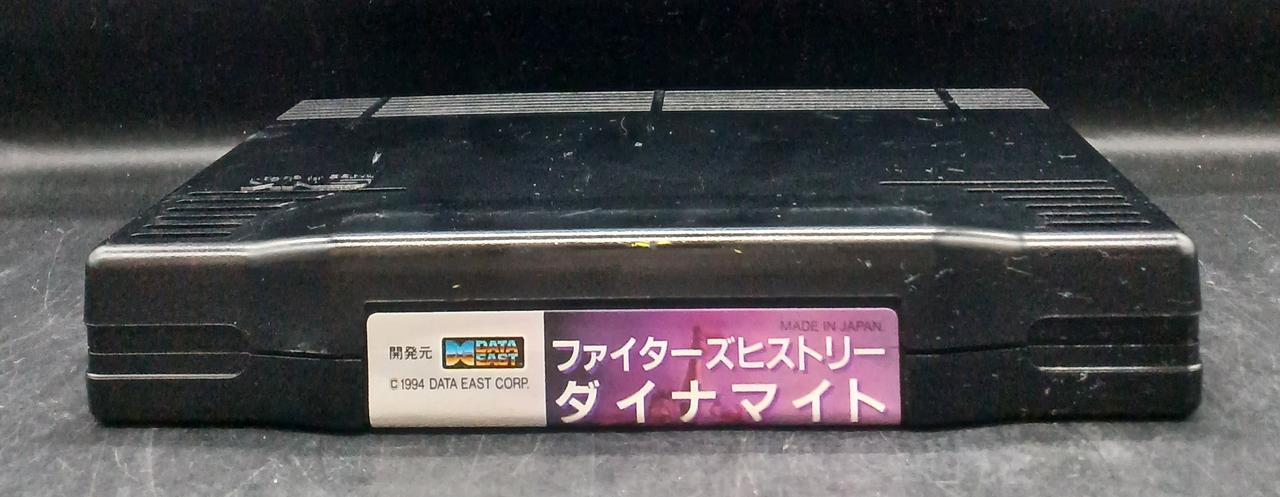 開発元 DATA EAST
©1994 DATA EAST CORP.
MADE IN JAPAN.
ファイターズヒストリー
ダイナマイト